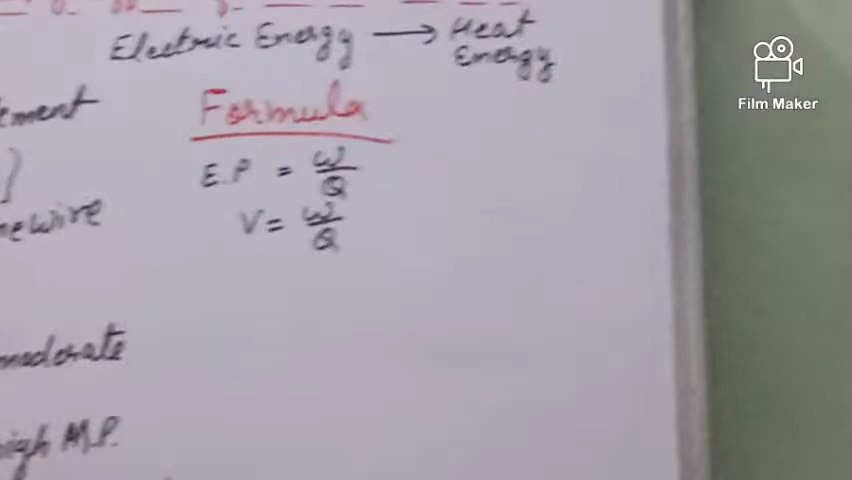 Electric Energy → Heat Energy
ement
Formula
E.P = W/Q
newire
V = W/Q
moderate
high M.P.
Film Maker